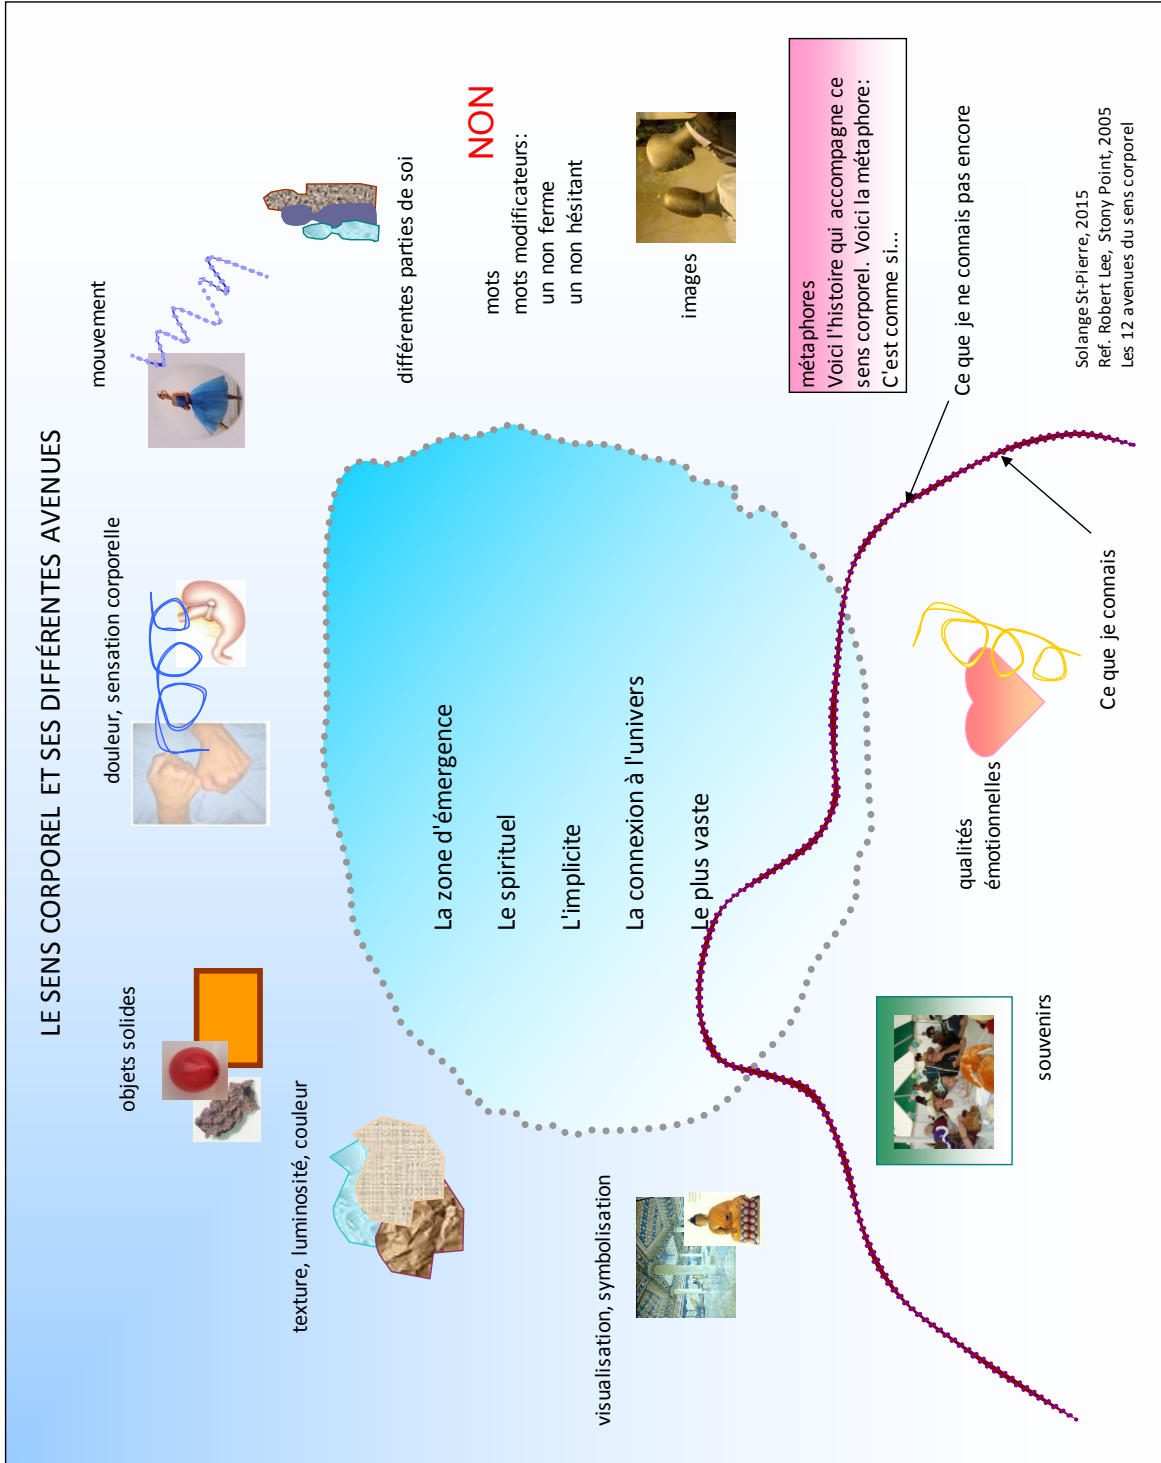 LE SENS CORPOREL ET SES DIFFÉRENTES AVENUES
objets solides
douleur, sensation corporelle
mouvement
texture, luminosité, couleur
différentes parties de soi
La zone d'émergence
Le spirituel
L'implicite
La connexion à l'univers
Le plus vaste
NON
mots
mots modificateurs:
un non ferme
un non hésitant
visualisation, symbolisation
images
métaphores
Voici l'histoire qui accompagne ce
sens corporel. Voici la métaphore:
C'est comme si...
souvenirs
qualités
émotionnelles
Ce que je ne connais pas encore
Ce que je connais
Solange St-Pierre, 2015
Ref. Robert Lee, Stony Point, 2005
Les 12 avenues du sens corporel